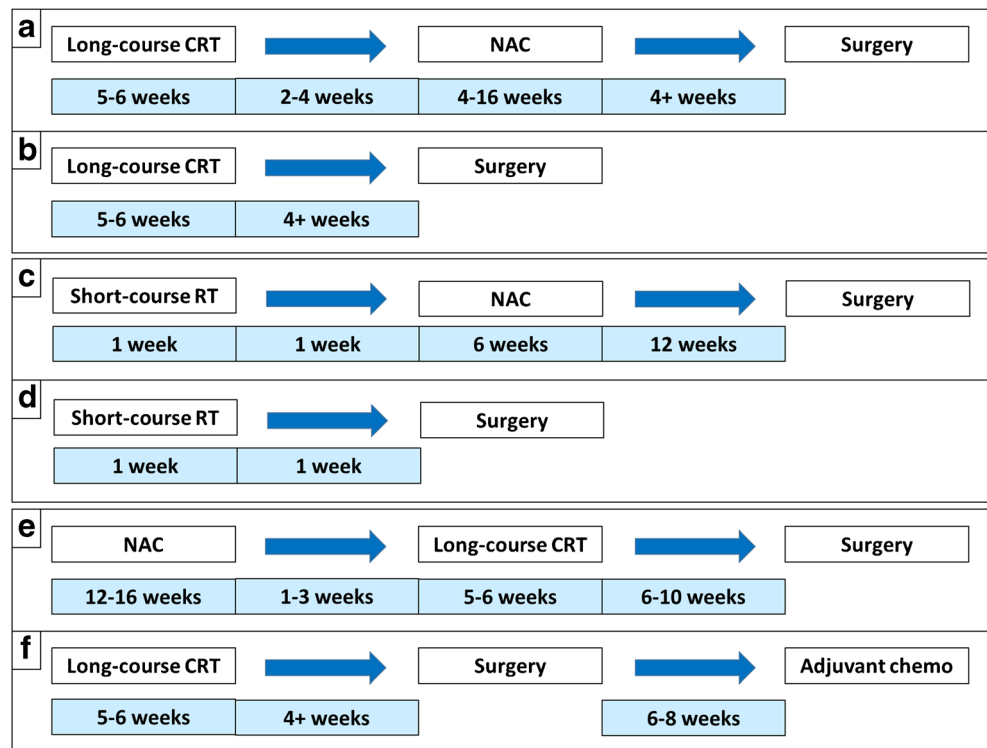 a
Long-course CRT NAC Surgery
5-6 weeks 2-4 weeks 4-16 weeks 4+ weeks
b
Long-course CRT Surgery
5-6 weeks 4+ weeks
c
Short-course RT NAC Surgery
1 week 1 week 6 weeks 12 weeks
d
Short-course RT Surgery
1 week 1 week
e
NAC Long-course CRT Surgery
12-16 weeks 1-3 weeks 5-6 weeks 6-10 weeks
f
Long-course CRT Surgery Adjuvant chemo
5-6 weeks 4+ weeks 6-8 weeks